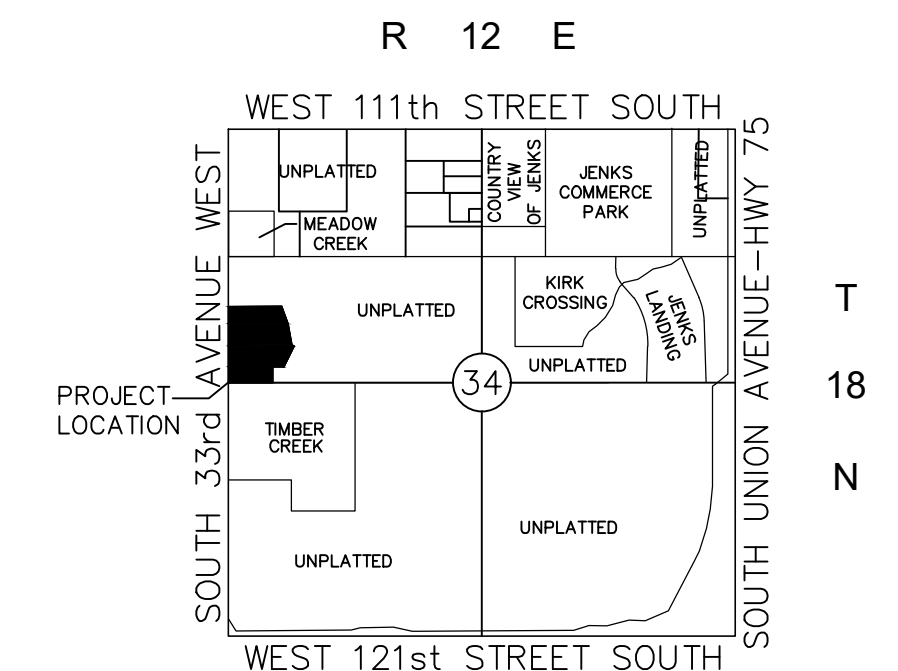 R 12 E
WEST 111th STREET SOUTH
UNPLATTED
MEADOW
CREEK
COUNTRY
VIEW
OF JENKS
JENKS
COMMERCE
PARK
UNPLATTED
UNPLATTED
KIRK
CROSSING
JENKS
LANDING
UNPLATTED
34
PROJECT
LOCATION
TIMBER
CREEK
UNPLATTED
UNPLATTED
SOUTH 33rd AVENUE WEST
SOUTH UNION AVENUE-HWY 75
T
18
N
WEST 121st STREET SOUTH